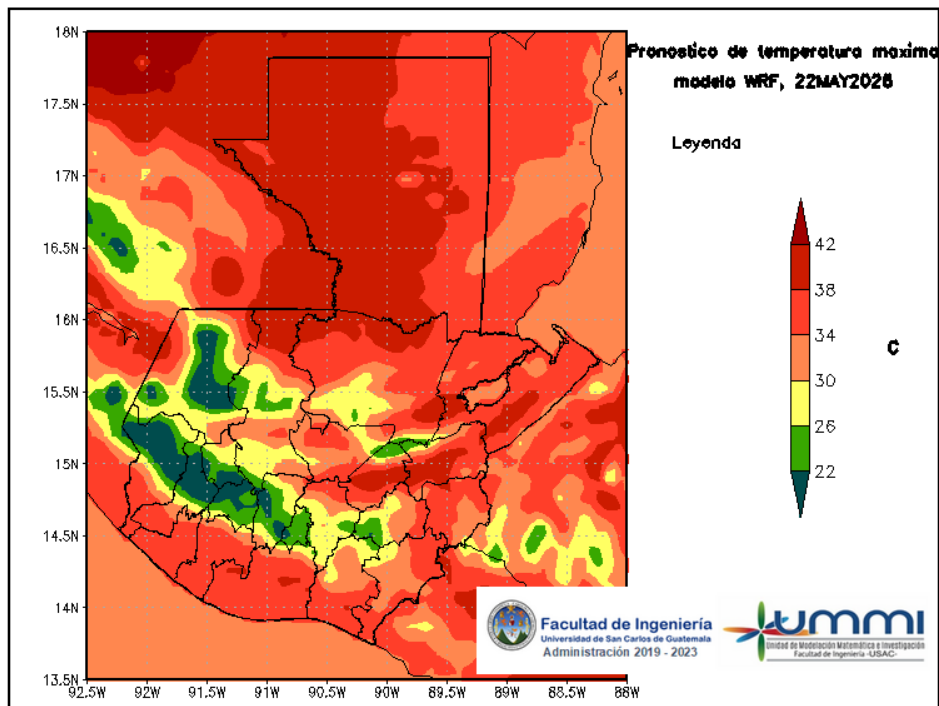 Pronostico de temperatura maxima
modelo WRF, 22MAY2026
Leyenda
18N
17.5N
17N
16.5N
16N
15.5N
15N
14.5N
14N
13.5N
92.5W
92W
91.5W
91W
90.5W
90W
89.5W
89W
88.5W
88W
42
38
34
30
26
22
C
Facultad de Ingeniería
Universidad de San Carlos de Guatemala
Administración 2019 - 2023
UMMI
Unidad de Modelación Matemática e Investigación
Facultad de Ingeniería -USAC-